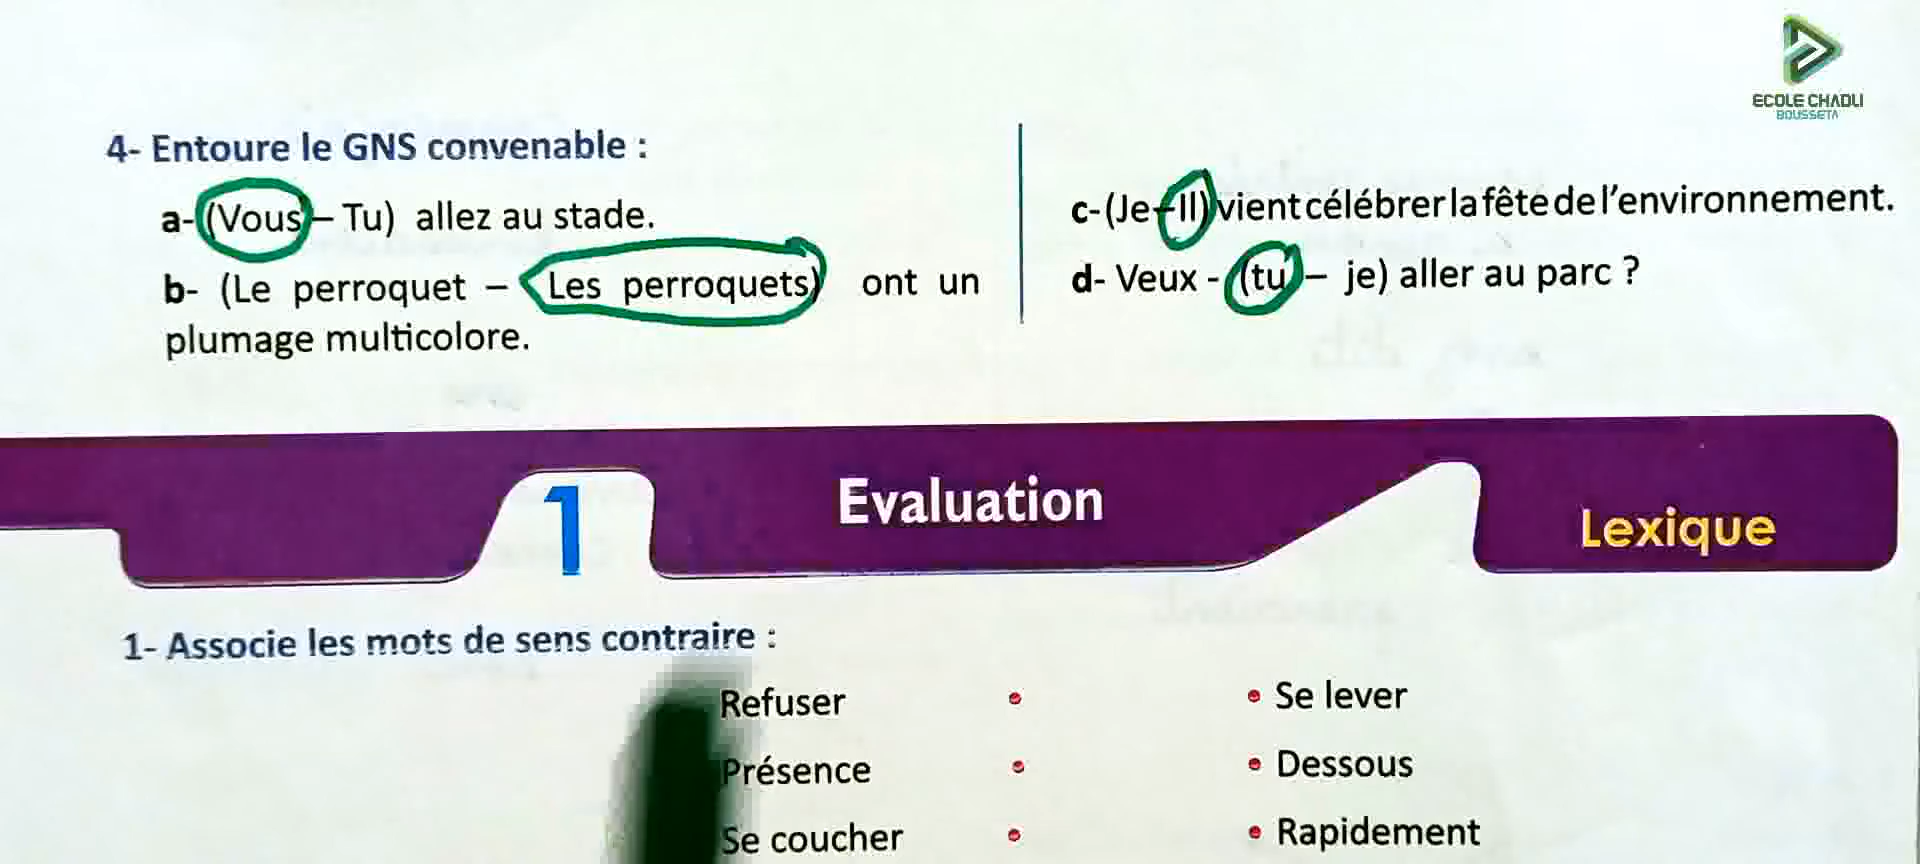 ECOLE CHADLI
BOUSSETA
4- Entoure le GNS convenable :
a- (Vous – Tu) allez au stade.
b- (Le perroquet – Les perroquets) ont un
plumage multicolore.
c- (Je – Il) vient célébrer la fête de l'environnement.
d- Veux - (tu – je) aller au parc ?
1 Evaluation Lexique
1- Associe les mots de sens contraire :
Refuser • • Se lever
Présence • • Dessous
Se coucher • • Rapidement